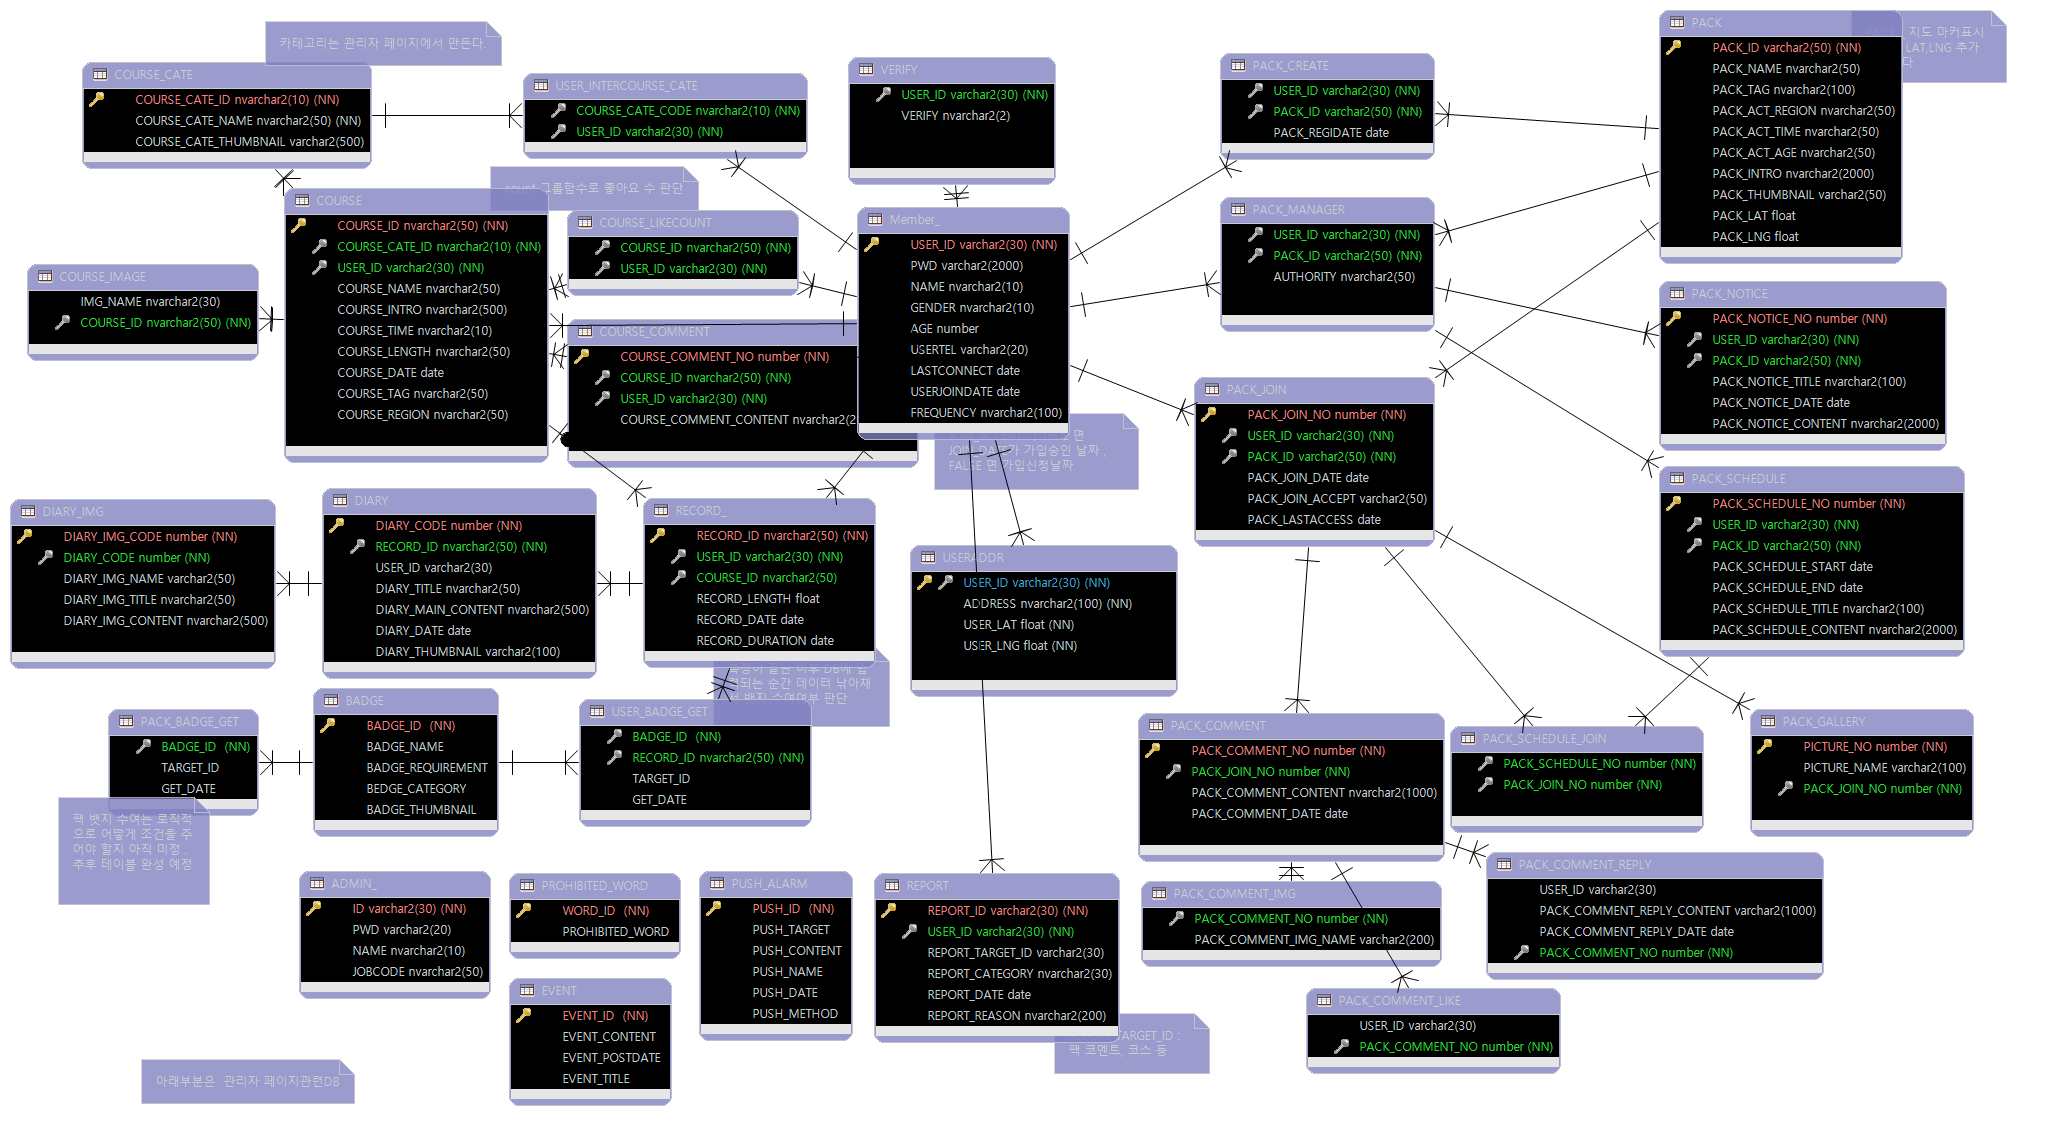 카테고리는 관리자 페이지에서 만든다.
COURSE_CATE
COURSE_CATE_ID nvarchar2(10) (NN)
COURSE_CATE_NAME nvarchar2(50) (NN)
COURSE_CATE_THUMBNAIL varchar2(500)
USER_INTERCOURSE_CATE
COURSE_CATE_CODE nvarchar2(10) (NN)
USER_ID varchar2(30) (NN)
VERIFY
USER_ID varchar2(30) (NN)
VERIFY nvarchar2(2)
PACK_CREATE
USER_ID varchar2(30) (NN)
PACK_ID varchar2(50) (NN)
PACK_REGIDATE date
PACK
PACK_ID varchar2(50) (NN)
PACK_NAME nvarchar2(50)
PACK_TAG nvarchar2(100)
PACK_ACT_REGION nvarchar2(50)
PACK_ACT_TIME nvarchar2(50)
PACK_ACT_AGE nvarchar2(50)
PACK_INTRO nvarchar2(2000)
PACK_THUMBNAIL varchar2(50)
PACK_LAT float
PACK_LNG float
지도 마커표시
LAT,LNG 추가
다
그룹함수로 좋아요 수 판단
COURSE
COURSE_ID nvarchar2(50) (NN)
COURSE_CATE_ID nvarchar2(10) (NN)
USER_ID varchar2(30) (NN)
COURSE_NAME nvarchar2(50)
COURSE_INTRO nvarchar2(500)
COURSE_TIME nvarchar2(10)
COURSE_LENGTH nvarchar2(50)
COURSE_DATE date
COURSE_TAG nvarchar2(50)
COURSE_REGION nvarchar2(50)
COURSE_LIKECOUNT
COURSE_ID nvarchar2(50) (NN)
USER_ID varchar2(30) (NN)
Member_
USER_ID varchar2(30) (NN)
PWD varchar2(2000)
NAME nvarchar2(10)
GENDER nvarchar2(10)
AGE number
USERTEL varchar2(20)
LASTCONNECT date
USERJOINDATE date
FREQUENCY nvarchar2(100)
PACK_MANAGER
USER_ID varchar2(30) (NN)
PACK_ID varchar2(50) (NN)
AUTHORITY nvarchar2(50)
COURSE_IMAGE
IMG_NAME nvarchar2(30)
COURSE_ID nvarchar2(50) (NN)
COURSE_COMMENT
COURSE_COMMENT_NO number (NN)
COURSE_ID nvarchar2(50) (NN)
USER_ID varchar2(30) (NN)
COURSE_COMMENT_CONTENT nvarchar2(2
PACK_NOTICE
PACK_NOTICE_NO number (NN)
USER_ID varchar2(30) (NN)
PACK_ID varchar2(50) (NN)
PACK_NOTICE_TITLE nvarchar2(100)
PACK_NOTICE_DATE date
PACK_NOTICE_CONTENT nvarchar2(2000)
PACK_JOIN
PACK_JOIN_NO number (NN)
USER_ID varchar2(30) (NN)
PACK_ID varchar2(50) (NN)
PACK_JOIN_DATE date
PACK_JOIN_ACCEPT varchar2(50)
PACK_LASTACCESS date
면
JOIN_DATE가 가입승인 날짜 ,
FALSE 면 가입신청날짜
PACK_SCHEDULE
PACK_SCHEDULE_NO number (NN)
USER_ID varchar2(30) (NN)
PACK_ID varchar2(50) (NN)
PACK_SCHEDULE_START date
PACK_SCHEDULE_END date
PACK_SCHEDULE_TITLE nvarchar2(100)
PACK_SCHEDULE_CONTENT nvarchar2(2000)
DIARY_IMG
DIARY_IMG_CODE number (NN)
DIARY_CODE number (NN)
DIARY_IMG_NAME varchar2(50)
DIARY_IMG_TITLE nvarchar2(50)
DIARY_IMG_CONTENT nvarchar2(500)
DIARY
DIARY_CODE number (NN)
RECORD_ID nvarchar2(50) (NN)
USER_ID varchar2(30)
DIARY_TITLE nvarchar2(50)
DIARY_MAIN_CONTENT nvarchar2(500)
DIARY_DATE date
DIARY_THUMBNAIL varchar2(100)
RECORD_
RECORD_ID nvarchar2(50) (NN)
USER_ID varchar2(30) (NN)
COURSE_ID nvarchar2(50)
RECORD_LENGTH float
RECORD_DATE date
RECORD_DURATION date
USERADDR
USER_ID varchar2(30) (NN)
ADDRESS nvarchar2(100) (NN)
USER_LAT float (NN)
USER_LNG float (NN)
되는 순간 데이터 낚아채
뱃지 수여여부 판단
PACK_BADGE_GET
BADGE_ID (NN)
TARGET_ID
GET_DATE
팩 뱃지 수여는 로직적
으로 어떻게 조건을 주
어야 할지 아직 미정 .
추후 테이블 완성 예정
BADGE
BADGE_ID (NN)
BADGE_NAME
BADGE_REQUIREMENT
BEDGE_CATEGORY
BADGE_THUMBNAIL
USER_BADGE_GET
BADGE_ID (NN)
RECORD_ID nvarchar2(50) (NN)
TARGET_ID
GET_DATE
PACK_COMMENT
PACK_COMMENT_NO number (NN)
PACK_JOIN_NO number (NN)
PACK_COMMENT_CONTENT nvarchar2(1000)
PACK_COMMENT_DATE date
PACK_SCHEDULE_JOIN
PACK_SCHEDULE_NO number (NN)
PACK_JOIN_NO number (NN)
PACK_GALLERY
PICTURE_NO number (NN)
PICTURE_NAME varchar2(100)
PACK_JOIN_NO number (NN)
ADMIN_
ID varchar2(30) (NN)
PWD varchar2(20)
NAME nvarchar2(10)
JOBCODE nvarchar2(50)
PROHIBITED_WORD
WORD_ID (NN)
PROHIBITED_WORD
PUSH_ALARM
PUSH_ID (NN)
PUSH_TARGET
PUSH_CONTENT
PUSH_NAME
PUSH_DATE
PUSH_METHOD
REPORT
REPORT_ID varchar2(30) (NN)
USER_ID varchar2(30) (NN)
REPORT_TARGET_ID varchar2(30)
REPORT_CATEGORY nvarchar2(30)
REPORT_DATE date
REPORT_REASON nvarchar2(200)
PACK_COMMENT_IMG
PACK_COMMENT_NO number (NN)
PACK_COMMENT_IMG_NAME varchar2(200)
PACK_COMMENT_REPLY
USER_ID varchar2(30)
PACK_COMMENT_REPLY_CONTENT varchar2(1000)
PACK_COMMENT_REPLY_DATE date
PACK_COMMENT_NO number (NN)
EVENT
EVENT_ID (NN)
EVENT_CONTENT
EVENT_POSTDATE
EVENT_TITLE
PACK_COMMENT_LIKE
USER_ID varchar2(30)
PACK_COMMENT_NO number (NN)
TARGET_ID :
팩 코멘트, 코스 등
아래부분은 관리자 페이지관련DB